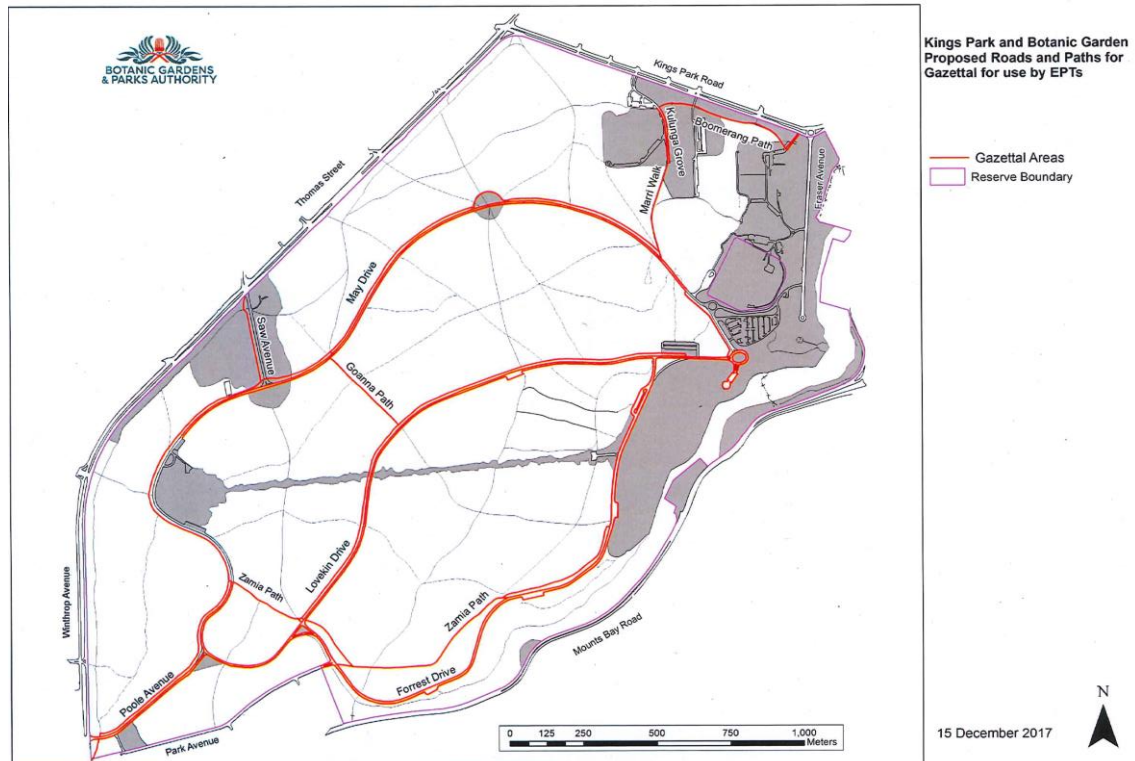 BOTANIC GARDENS
& PARKS AUTHORITY
Kings Park and Botanic Garden
Proposed Roads and Paths for
Gazettal for use by EPTs
Gazettal Areas
Reserve Boundary
Kings Park Road
Boomerang Path
Kulunga Grove
Marri Walk
Fraser Avenue
Thomas Street
May Drive
Saw Avenue
Goanna Path
Lovekin Drive
Zamia Path
Zamia Path
Winthrop Avenue
Mounts Bay Road
Forrest Drive
Poole Avenue
Park Avenue
0 125 250 500 750 1,000
Meters
15 December 2017
N